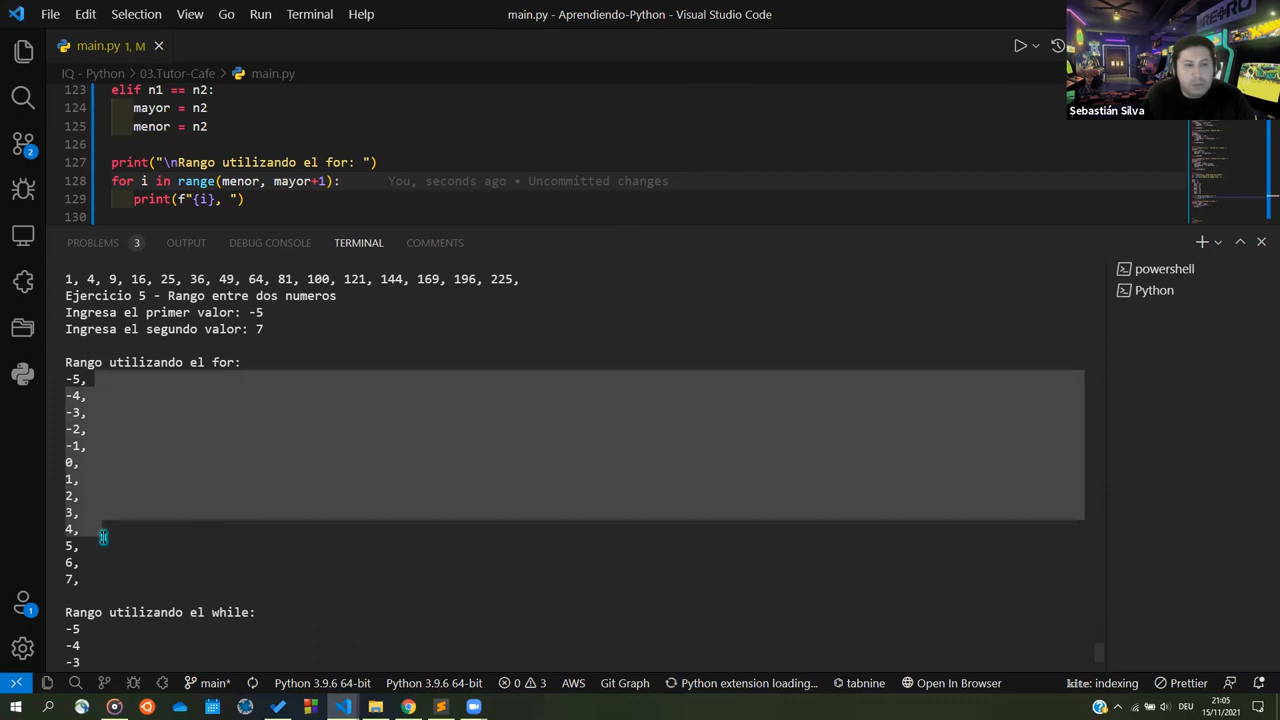 File Edit Selection View Go Run Terminal Help
main.py - Aprendiendo-Python - Visual Studio Code
main.py 1, M
IQ - Python > 03.Tutor-Cafe > main.py
123 elif n1 == n2:
124 mayor = n2
125 menor = n2
126
127 print("\nRango utilizando el for: ")
128 for i in range(menor, mayor+1): You, seconds ago • Uncommitted changes
129 print(f"{i}, ")
130
Sebastián Silva
PROBLEMS 3 OUTPUT DEBUG CONSOLE TERMINAL COMMENTS
powershell
Python
1, 4, 9, 16, 25, 36, 49, 64, 81, 100, 121, 144, 169, 196, 225,
Ejercicio 5 - Rango entre dos numeros
Ingresa el primer valor: -5
Ingresa el segundo valor: 7
Rango utilizando el for:
-5,
-4,
-3,
-2,
-1,
0,
1,
2,
3,
4,
5,
6,
7,
Rango utilizando el while:
-5
-4
-3
2
1
main* Python 3.9.6 64-bit Python 3.9.6 64-bit 0 3 AWS Git Graph Python extension loading... tabnine Open In Browser kite: indexing Prettier
DEU
21:05
15/11/2021